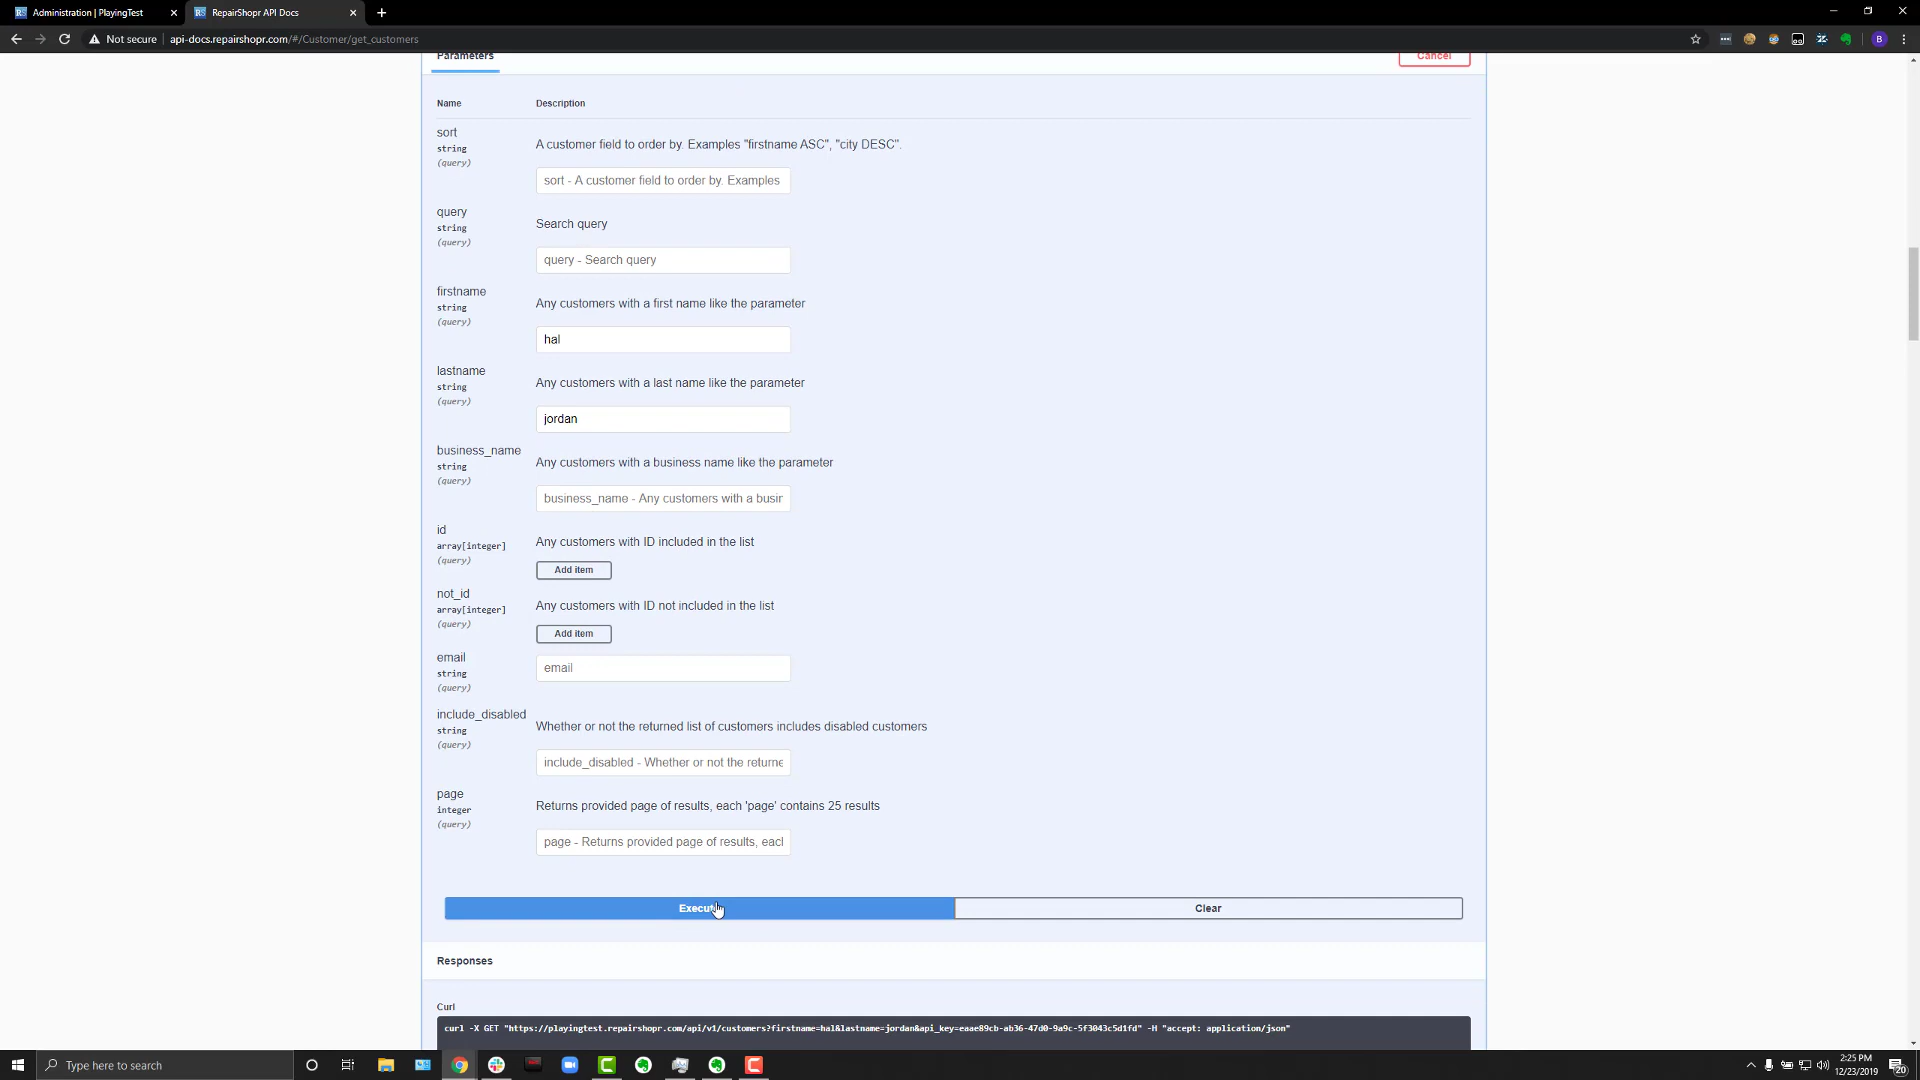 Administration | PlayingTest
RepairShopr API Docs
Not secure
api-docs.repairshopr.com/#/Customer/get_customers
B
Parameters
Cancel
Name
Description
sort
string
(query)
A customer field to order by. Examples "firstname ASC", "city DESC".
sort - A customer field to order by. Examples
query
string
(query)
Search query
query - Search query
firstname
string
(query)
Any customers with a first name like the parameter
hal
lastname
string
(query)
Any customers with a last name like the parameter
jordan
business_name
string
(query)
Any customers with a business name like the parameter
business_name - Any customers with a busin
id
array[integer]
(query)
Any customers with ID included in the list
Add item
not_id
array[integer]
(query)
Any customers with ID not included in the list
Add item
email
string
(query)
email
include_disabled
string
(query)
Whether or not the returned list of customers includes disabled customers
include_disabled - Whether or not the returne
page
integer
(query)
Returns provided page of results, each 'page' contains 25 results
page - Returns provided page of results, each
Execute
Clear
Responses
Curl
curl -X GET "https://playingtest.repairshopr.com/api/v1/customers?firstname=hal&lastname=jordan&api_key=eaae89cb-ab36-47d0-9a9c-5f3043c5d1fd" -H "accept: application/json"
Type here to search
2:25 PM
12/23/2019
20